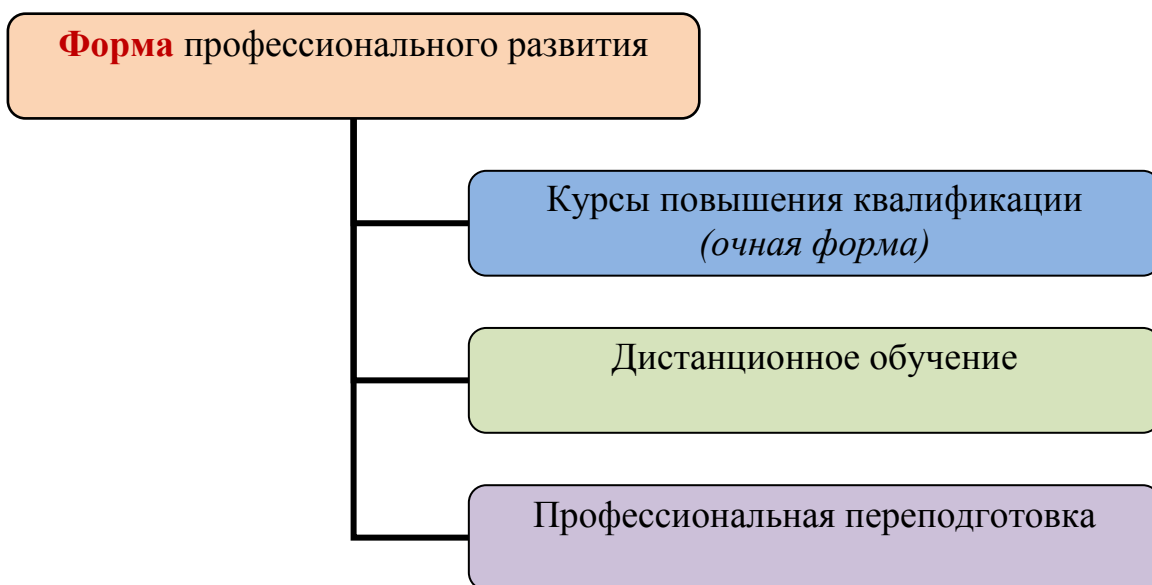 Форма профессионального развития
Курсы повышения квалификации
(очная форма)
Дистанционное обучение
Профессиональная переподготовка